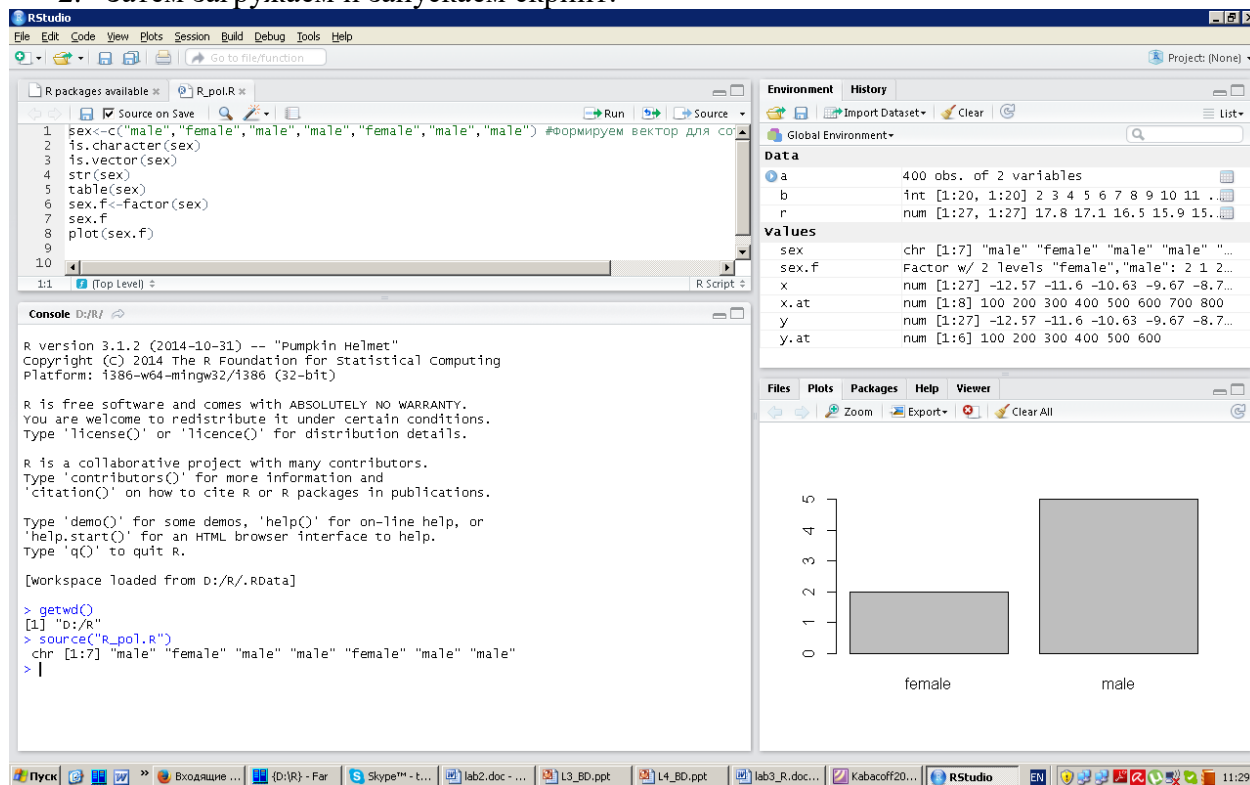 2. Затем загружаем и запускаем скрипт:
RStudio
File Edit Code View Plots Session Build Debug Tools Help
Go to file/function
Project: (None)
R packages available
R_pol.R
Source on Save
Run
Source
1 sex<-c("male","female","male","male","female","male","male") #Формируем вектор для
2 is.character(sex)
3 is.vector(sex)
4 str(sex)
5 table(sex)
6 sex.f<-factor(sex)
7 sex.f
8 plot(sex.f)
9
10
1:1 (Top Level) R Script
Console D:/R/
R version 3.1.2 (2014-10-31) -- "Pumpkin Helmet"
Copyright (C) 2014 The R Foundation for Statistical Computing
Platform: i386-w64-mingw32/i386 (32-bit)
R is free software and comes with ABSOLUTELY NO WARRANTY.
You are welcome to redistribute it under certain conditions.
Type 'license()' or 'licence()' for distribution details.
R is a collaborative project with many contributors.
Type 'contributors()' for more information and
'citation()' on how to cite R or R packages in publications.
Type 'demo()' for some demos, 'help()' for on-line help, or
'help.start()' for an HTML browser interface to help.
Type 'q()' to quit R.
[Workspace loaded from D:/R/.RData]
> getwd()
[1] "D:/R"
> source("R_pol.R")
chr [1:7] "male" "female" "male" "male" "female" "male" "male"
>
Environment History
Import Dataset Clear List
Global Environment
Data
a 400 obs. of 2 variables
b int [1:20, 1:20] 2 3 4 5 6 7 8 9 10 11 ..
r num [1:27, 1:27] 17.8 17.1 16.5 15.9 15..
Values
sex chr [1:7] "male" "female" "male" "male" "…
sex.f Factor w/ 2 levels "female","male": 2 1 2…
x num [1:27] -12.57 -11.6 -10.63 -9.67 -8.7…
x.at num [1:8] 100 200 300 400 500 600 700 800
y num [1:27] -12.57 -11.6 -10.63 -9.67 -8.7…
y.at num [1:6] 100 200 300 400 500 600
Files Plots Packages Help Viewer
Zoom Export Clear All
5
4
3
2
1
0
female male
Пуск » Входящие ... {D:\R} - Far Skype™ - t... lab2.doc - ... L3_BD.ppt L4_BD.ppt lab3_R.doc... Kabacoff20... RStudio EN 11:29